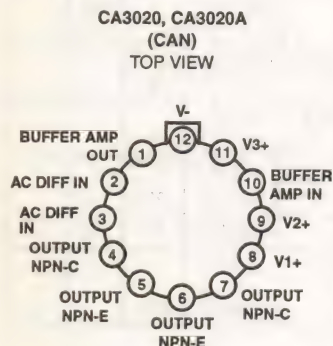 CA3020, CA3020A
(CAN)
TOP VIEW
V-
BUFFER AMP
OUT
AC DIFF IN
AC DIFF
IN
OUTPUT
NPN-C
OUTPUT
NPN-E
OUTPUT
NPN-E
OUTPUT
NPN-C
V1+
V2+
BUFFER
AMP IN
V3+
1
2
3
4
5
6
7
8
9
10
11
12